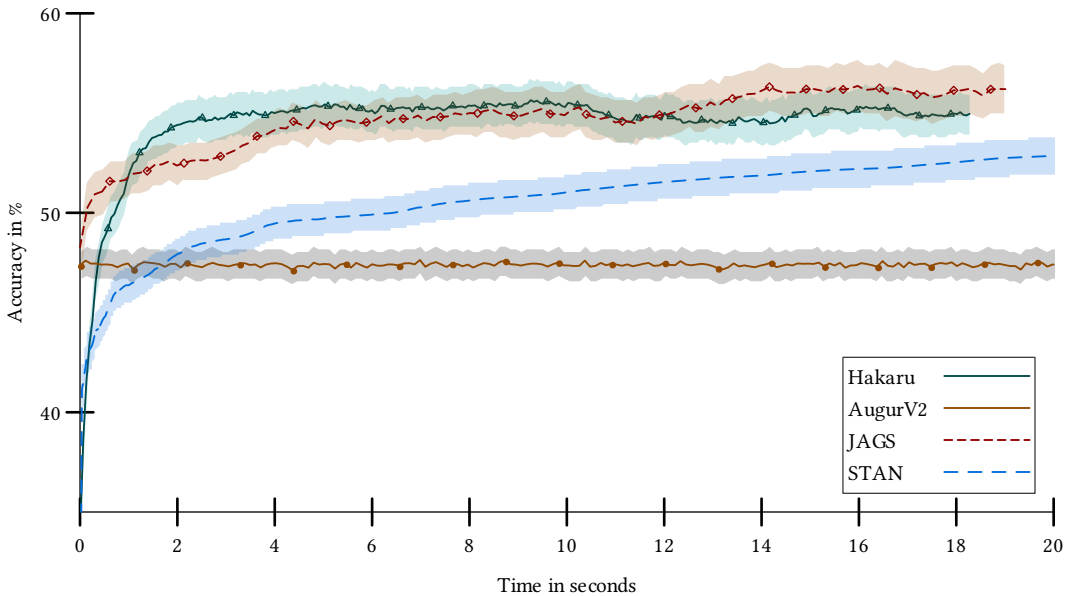 60
50
40
Accuracy in %
Hakaru
AugurV2
JAGS
STAN
0 2 4 6 8 10 12 14 16 18 20
Time in seconds